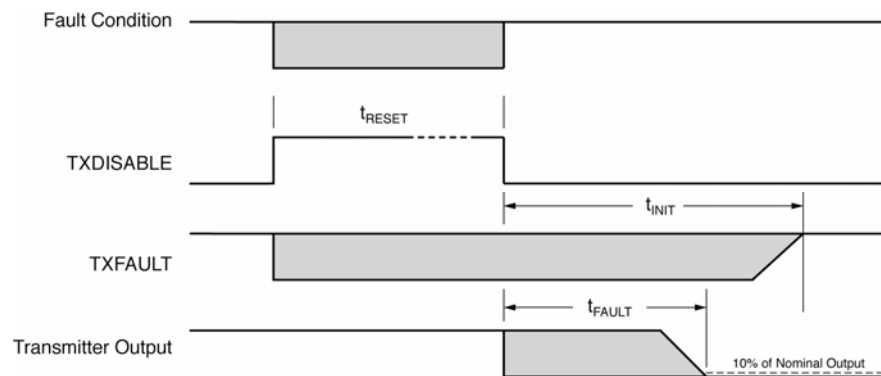 Fault Condition
tRESET
TXDISABLE
tINIT
TXFAULT
tFAULT
Transmitter Output
10% of Nominal Output